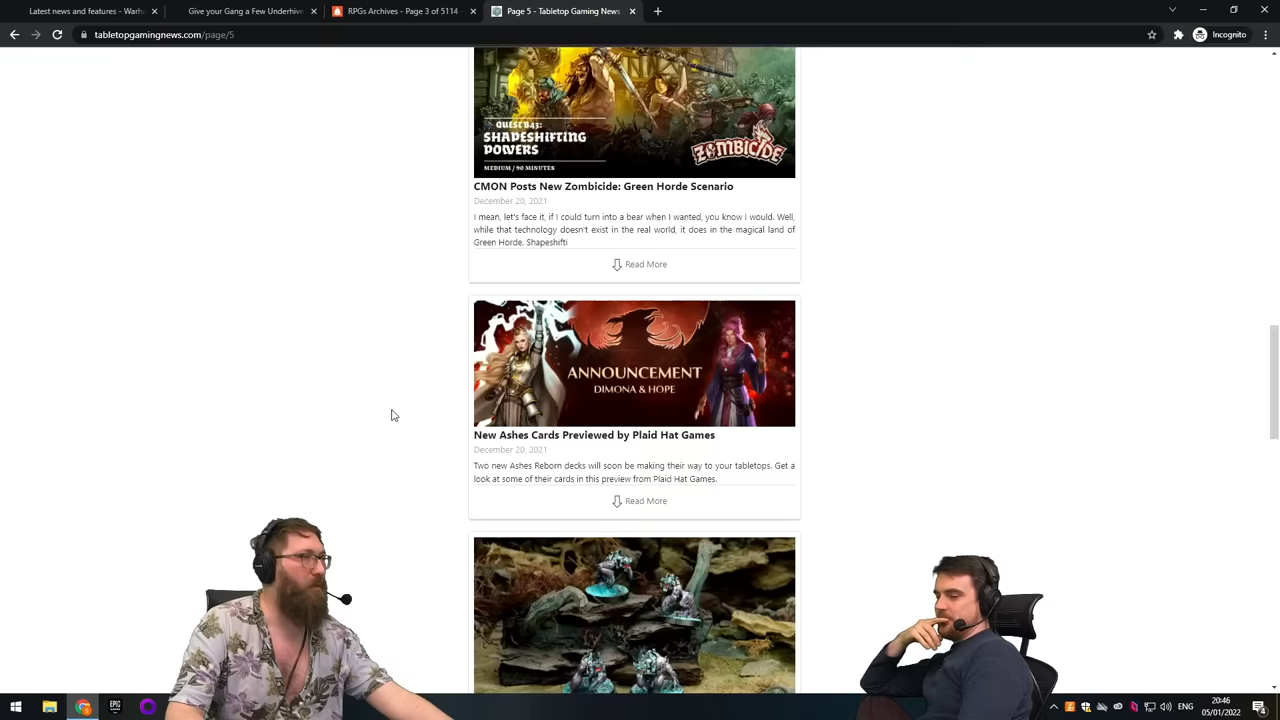 Latest news and features - Warha
Give your Gang a Few Underhive
RPGs Archives - Page 3 of 5114 -
Page 5 - Tabletop Gaming News
tabletopgamingnews.com/page/5
Incognito
QUEST B43:
SHAPESHIFTING
POWERS
MEDIUM / 90 MINUTES
ZOMBICIDE
CMON Posts New Zombicide: Green Horde Scenario
December 20, 2021
I mean, let's face it, if I could turn into a bear when I wanted, you know I would. Well,
while that technology doesn't exist in the real world, it does in the magical land of
Green Horde. Shapeshifti
Read More
ANNOUNCEMENT
DIMONA & HOPE
New Ashes Cards Previewed by Plaid Hat Games
December 20, 2021
Two new Ashes Reborn decks will soon be making their way to your tabletops. Get a
look at some of their cards in this preview from Plaid Hat Games.
Read More
EPIC
ENG
20:46
05/01/2022